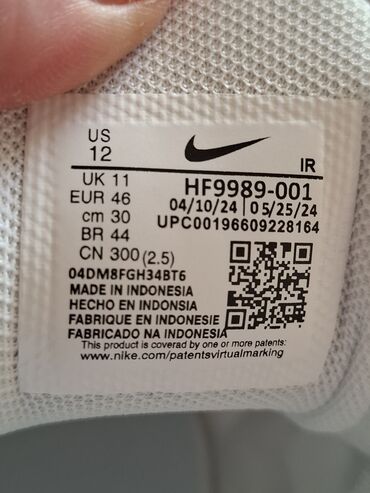 US
12
IR
UK 11
HF9989-001
EUR 46
04/10/24 | 05/25/24
cm 30
UPC00196609228164
BR 44
CN 300 (2.5)
04DM8FGH34BT6
MADE IN INDONESIA
HECHO EN INDONSIA
FABRIQUE EN INDONESIE
FABRICADO NA INDONESIA
This product is covered by one or more patents.
www.nike.com/patentsvirtualmarking